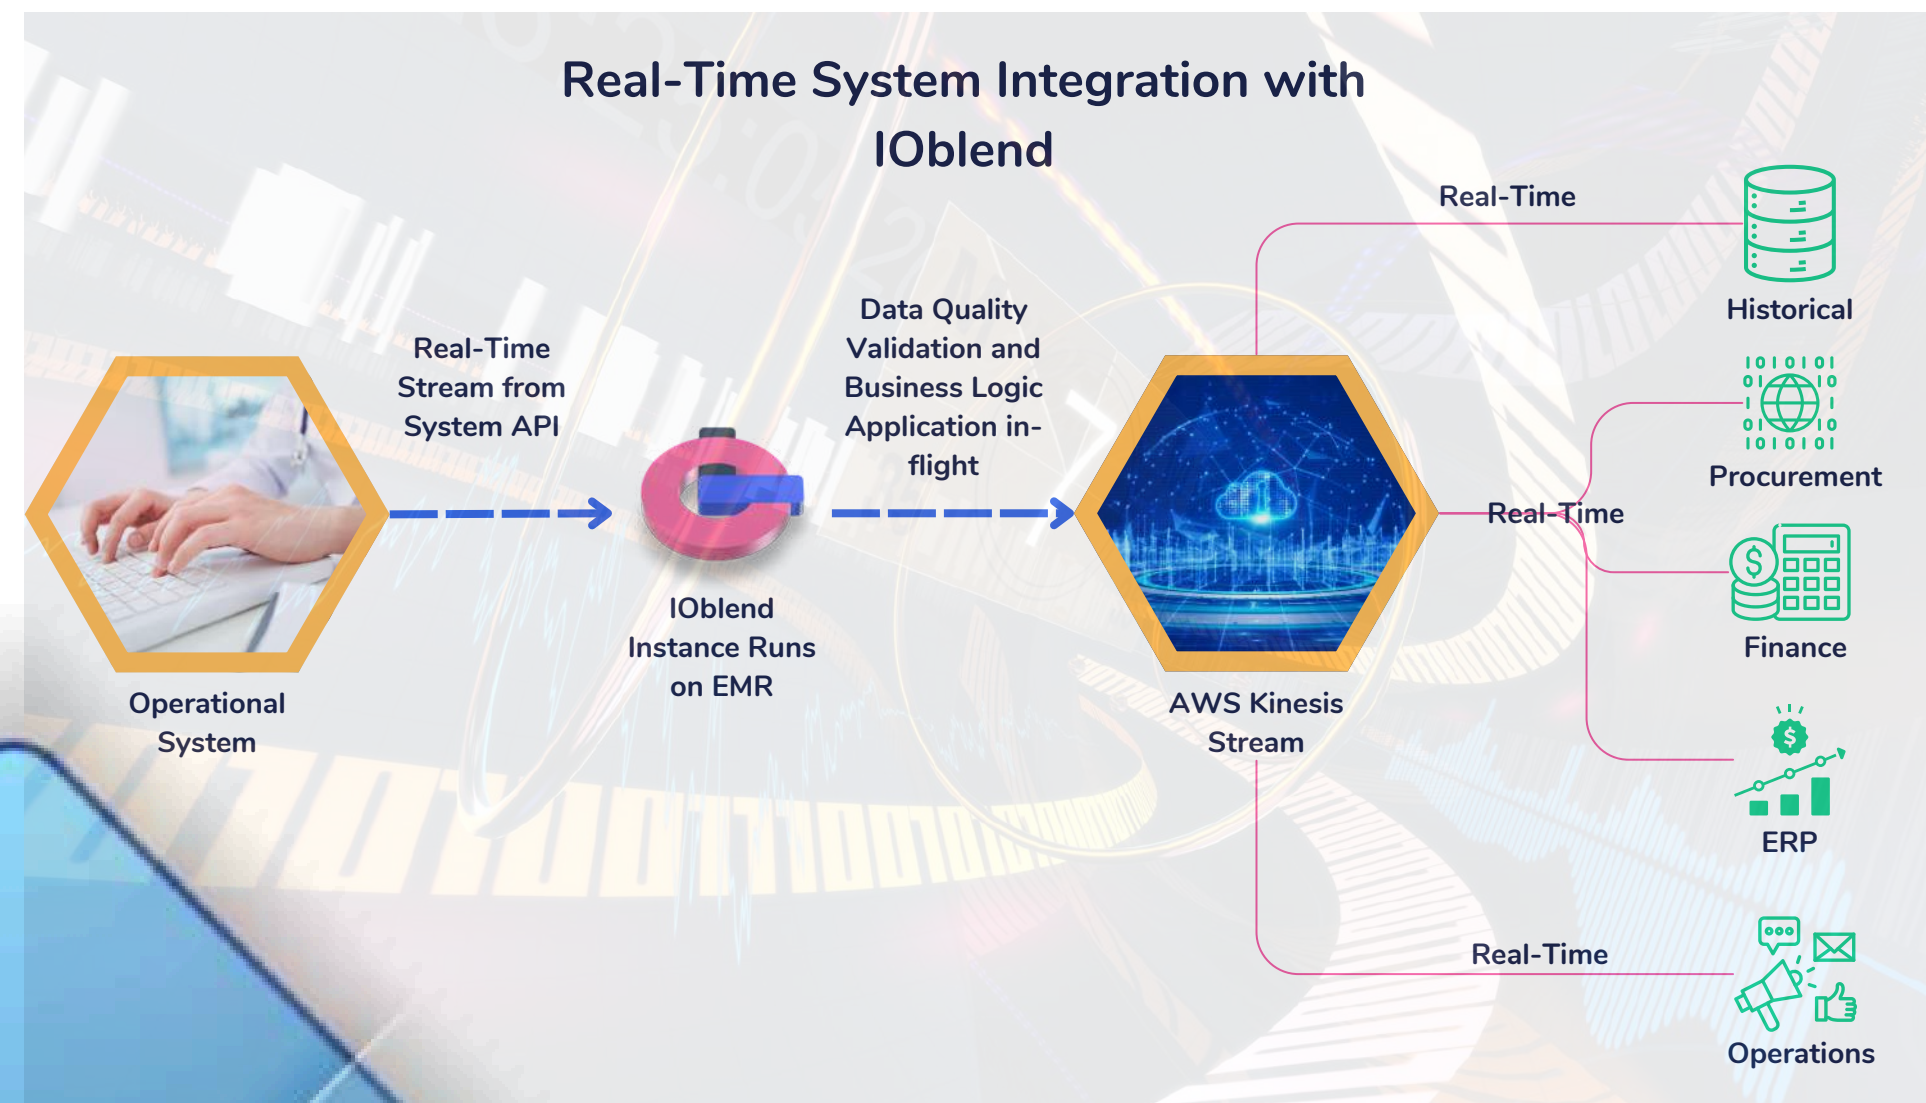 Real-Time System Integration with
IOblend
Real-Time
Historical
Data Quality
Validation and
Business Logic
Application in-
flight
Real-Time
Stream from
System API
Procurement
Real-Time
IOblend
Instance Runs
on EMR
Finance
Operational
System
AWS Kinesis
Stream
ERP
Real-Time
Operations